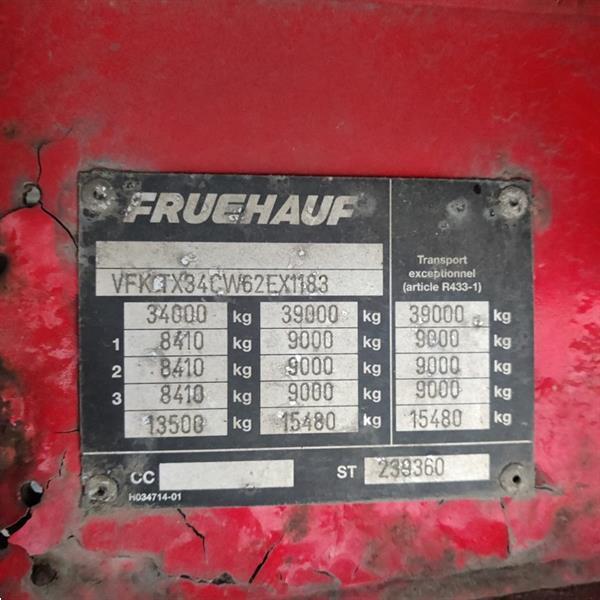 FRUEHAUF
Transport
exceptionnel
(article R433-1)
34000 kg 39000 kg 39000 kg
1 8410 kg 9000 kg 9000 kg
2 8410 kg 9000 kg 9000 kg
3 8410 kg 9000 kg 9000 kg
13500 kg 15480 kg 15480 kg
CC ST 239360
H034714-01